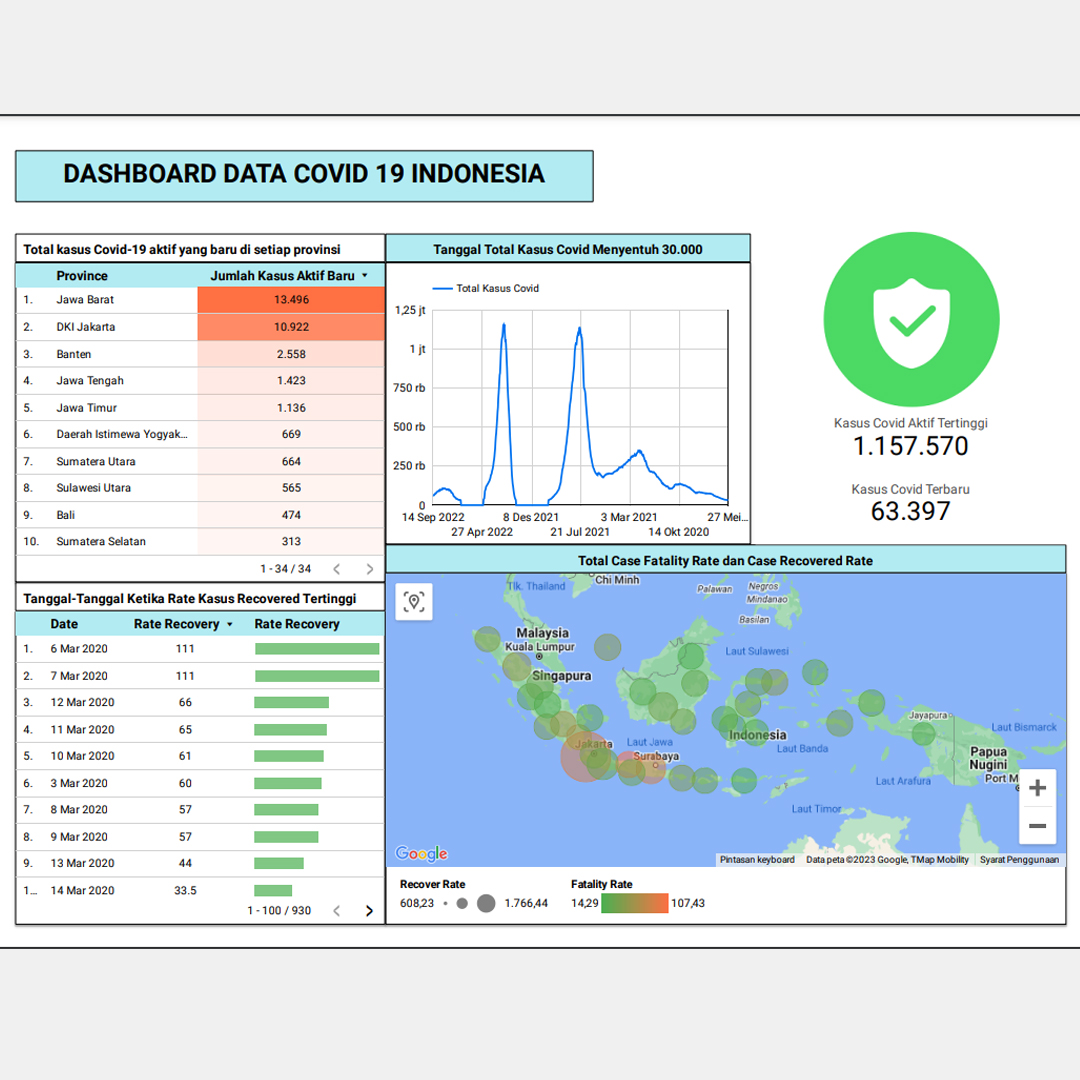 DASHBOARD DATA COVID 19 INDONESIA
Total kasus Covid-19 aktif yang baru di setiap provinsi
Province Jumlah Kasus Aktif Baru
1. Jawa Barat 13.496
2. DKI Jakarta 10.922
3. Banten 2.558
4. Jawa Tengah 1.423
5. Jawa Timur 1.136
6. Daerah Istimewa Yogyak... 669
7. Sumatera Utara 664
8. Sulawesi Utara 565
9. Bali 474
10. Sumatera Selatan 313
1 - 34 / 34
Tanggal Total Kasus Covid Menyentuh 30.000
Total Kasus Covid
1,25 jt
1 jt
750 rb
500 rb
250 rb
0
14 Sep 2022 8 Des 2021 3 Mar 2021 27 Mei...
27 Apr 2022 21 Jul 2021 14 Okt 2020
Kasus Covid Aktif Tertinggi
1.157.570
Kasus Covid Terbaru
63.397
Tanggal-Tanggal Ketika Rate Kasus Recovered Tertinggi
Date Rate Recovery Rate Recovery
1. 6 Mar 2020 111
2. 7 Mar 2020 111
3. 12 Mar 2020 66
4. 11 Mar 2020 65
5. 10 Mar 2020 61
6. 3 Mar 2020 60
7. 8 Mar 2020 57
8. 9 Mar 2020 57
9. 13 Mar 2020 44
1... 14 Mar 2020 33.5
1 - 100 / 930
Total Case Fatality Rate dan Case Recovered Rate
Chi Minh
Tlk. Thailand
Palawan
Negros
Mindanao
Basilan
Malaysia
Kuala Lumpur
Laut Sulawesi
Singapura
Jayapura
Laut Bismarck
Indonesia
Jakarta
Laut Jawa
Laut Banda
Surabaya
Papua
Nugini
Port M
Laut Arafura
Laut Timor
Google
Pintasan keyboard Data peta ©2023 Google, TMap Mobility Syarat Penggunaan
Recover Rate Fatality Rate
608,23 1.766,44 14,29 107,43